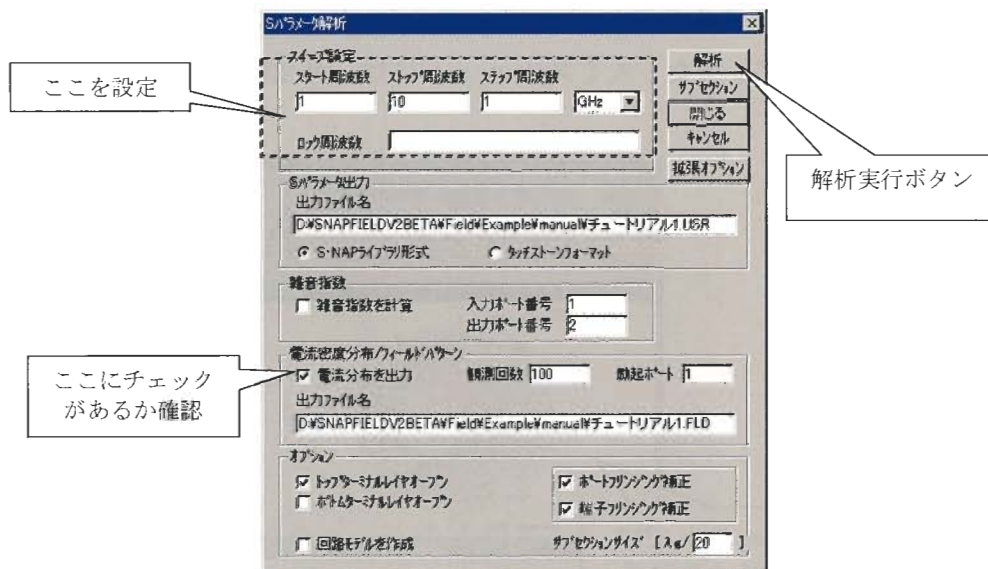 Sパラメータ解析
スイープ設定
スタート周波数 ストップ周波数 ステップ周波数
1 10 1 GHz
ロック周波数
解析
サブセクション
閉じる
キャンセル
拡張オプション
ここを設定
解析実行ボタン
Sパラメータ出力
出力ファイル名
D:¥SNAPFIELDV2BETA¥Field¥Example¥manual¥チュートリアル1.USR
S-NAPライブラリ形式 タッチストーンフォーマット
雑音指数
雑音指数を計算 入力ポート番号 1
出力ポート番号 2
電流密度分布/フィールドパターン
電流分布を出力 観測回数 100 励起ポート 1
ここにチェック
があるか確認
出力ファイル名
D:¥SNAPFIELDV2BETA¥Field¥Example¥manual¥チュートリアル1.FLD
オプション
トップターミナルレイヤオープン
ボトムターミナルレイヤオープン
ポートフリンジング補正
端子フリンジング補正
回路モデルを作成 サブセクションサイズ [λg/ 20 ]